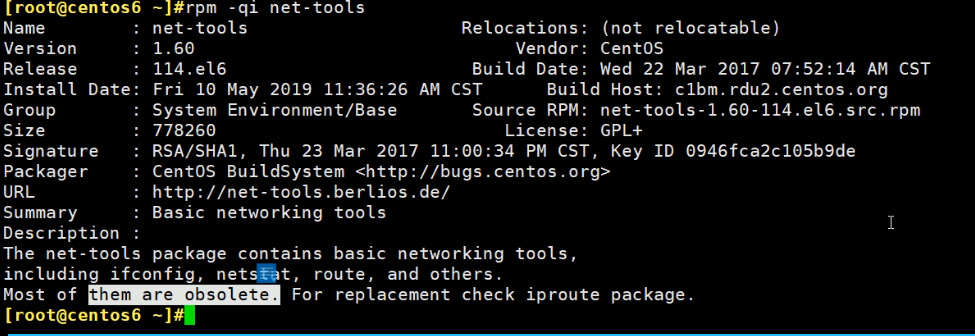 [root@centos6 ~]#rpm -qi net-tools
Name        : net-tools                    Relocations: (not relocatable)
Version     : 1.60                              Vendor: CentOS
Release     : 114.el6                       Build Date: Wed 22 Mar 2017 07:52:14 AM CST
Install Date: Fri 10 May 2019 11:36:26 AM CST      Build Host: c1bm.rdu2.centos.org
Group       : System Environment/Base       Source RPM: net-tools-1.60-114.el6.src.rpm
Size        : 778260                           License: GPL+
Signature   : RSA/SHA1, Thu 23 Mar 2017 11:00:34 PM CST, Key ID 0946fca2c105b9de
Packager    : CentOS BuildSystem <http://bugs.centos.org>
URL         : http://net-tools.berlios.de/
Summary     : Basic networking tools
Description :
The net-tools package contains basic networking tools,
including ifconfig, netstat, route, and others.
Most of them are obsolete. For replacement check iproute package.
[root@centos6 ~]#